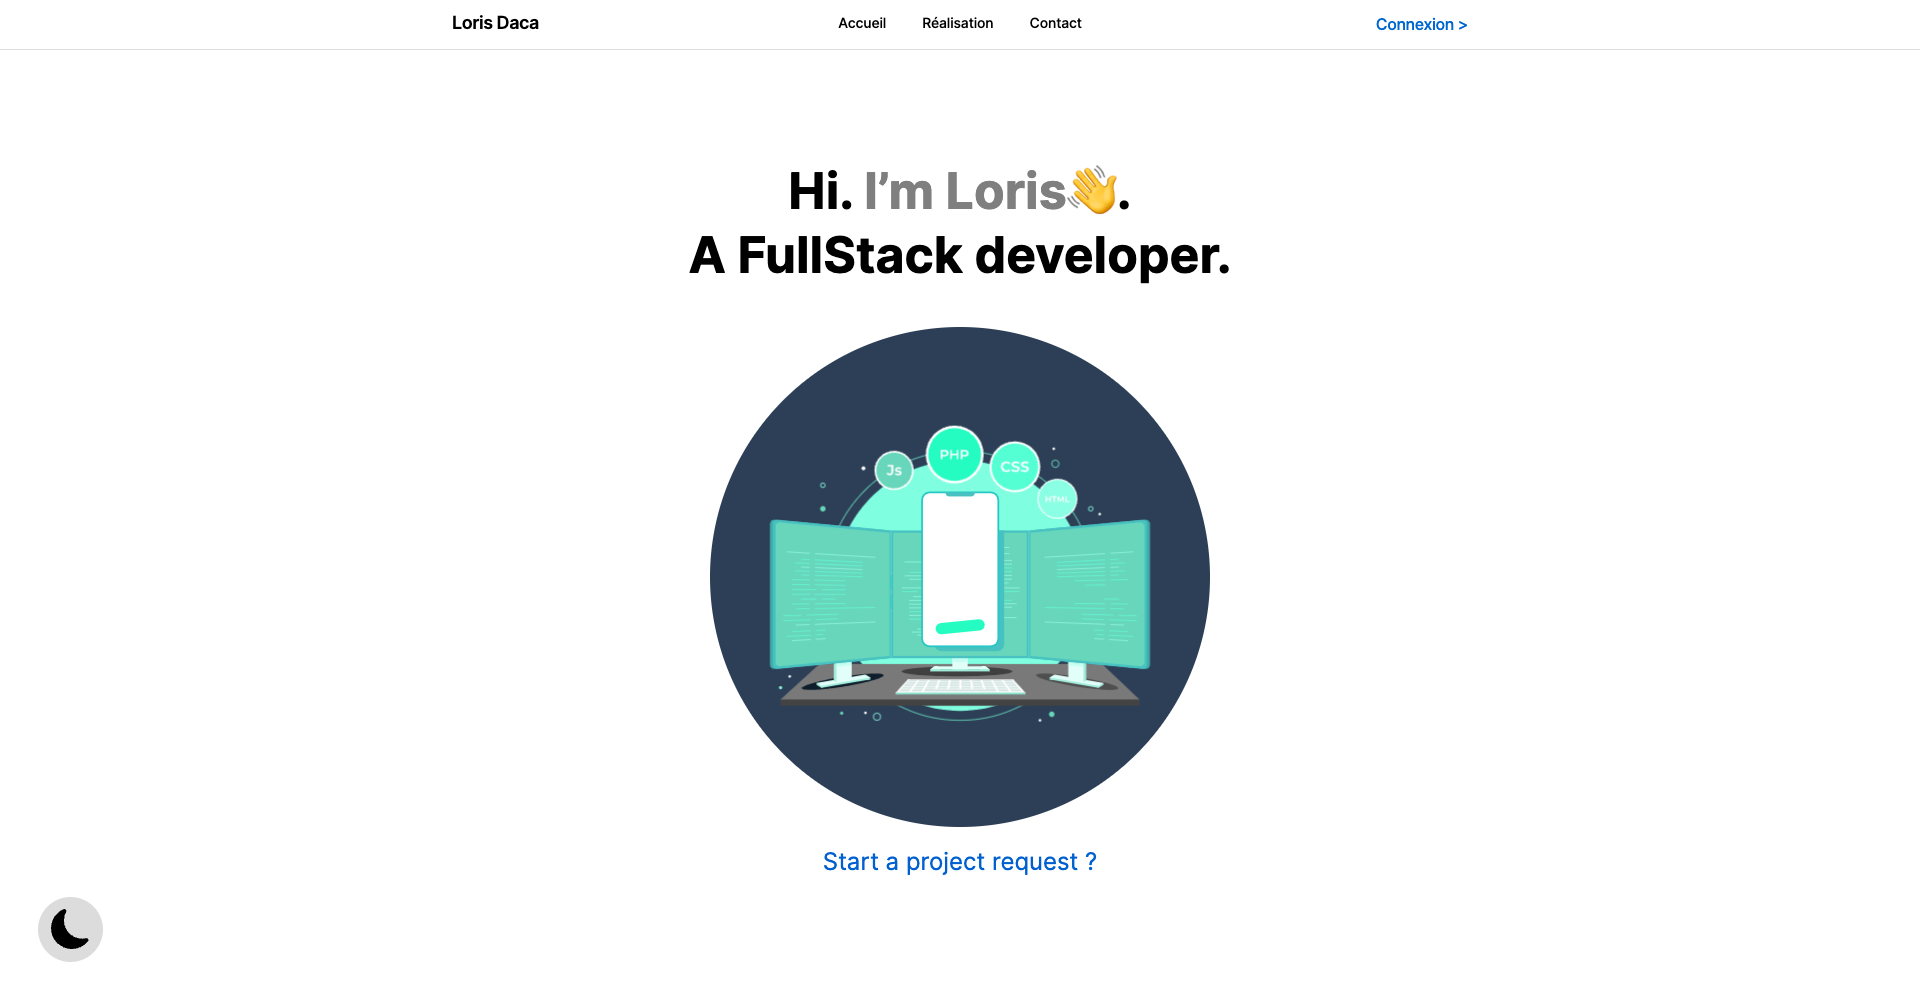 Loris Daca
Accueil
Réalisation
Contact
Connexion >
Hi. I’m Loris👋.
A FullStack developer.
Js
PHP
CSS
HTML
Start a project request ?